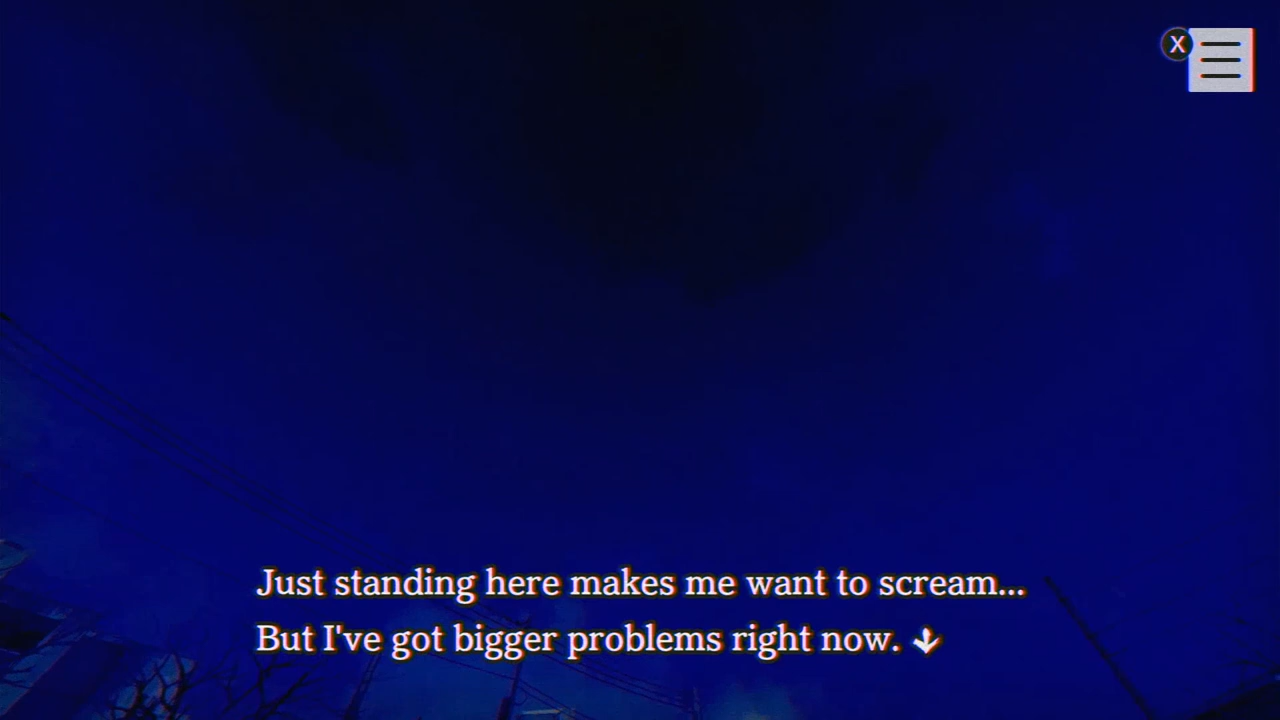 X
Just standing here makes me want to scream...
But I've got bigger problems right now.